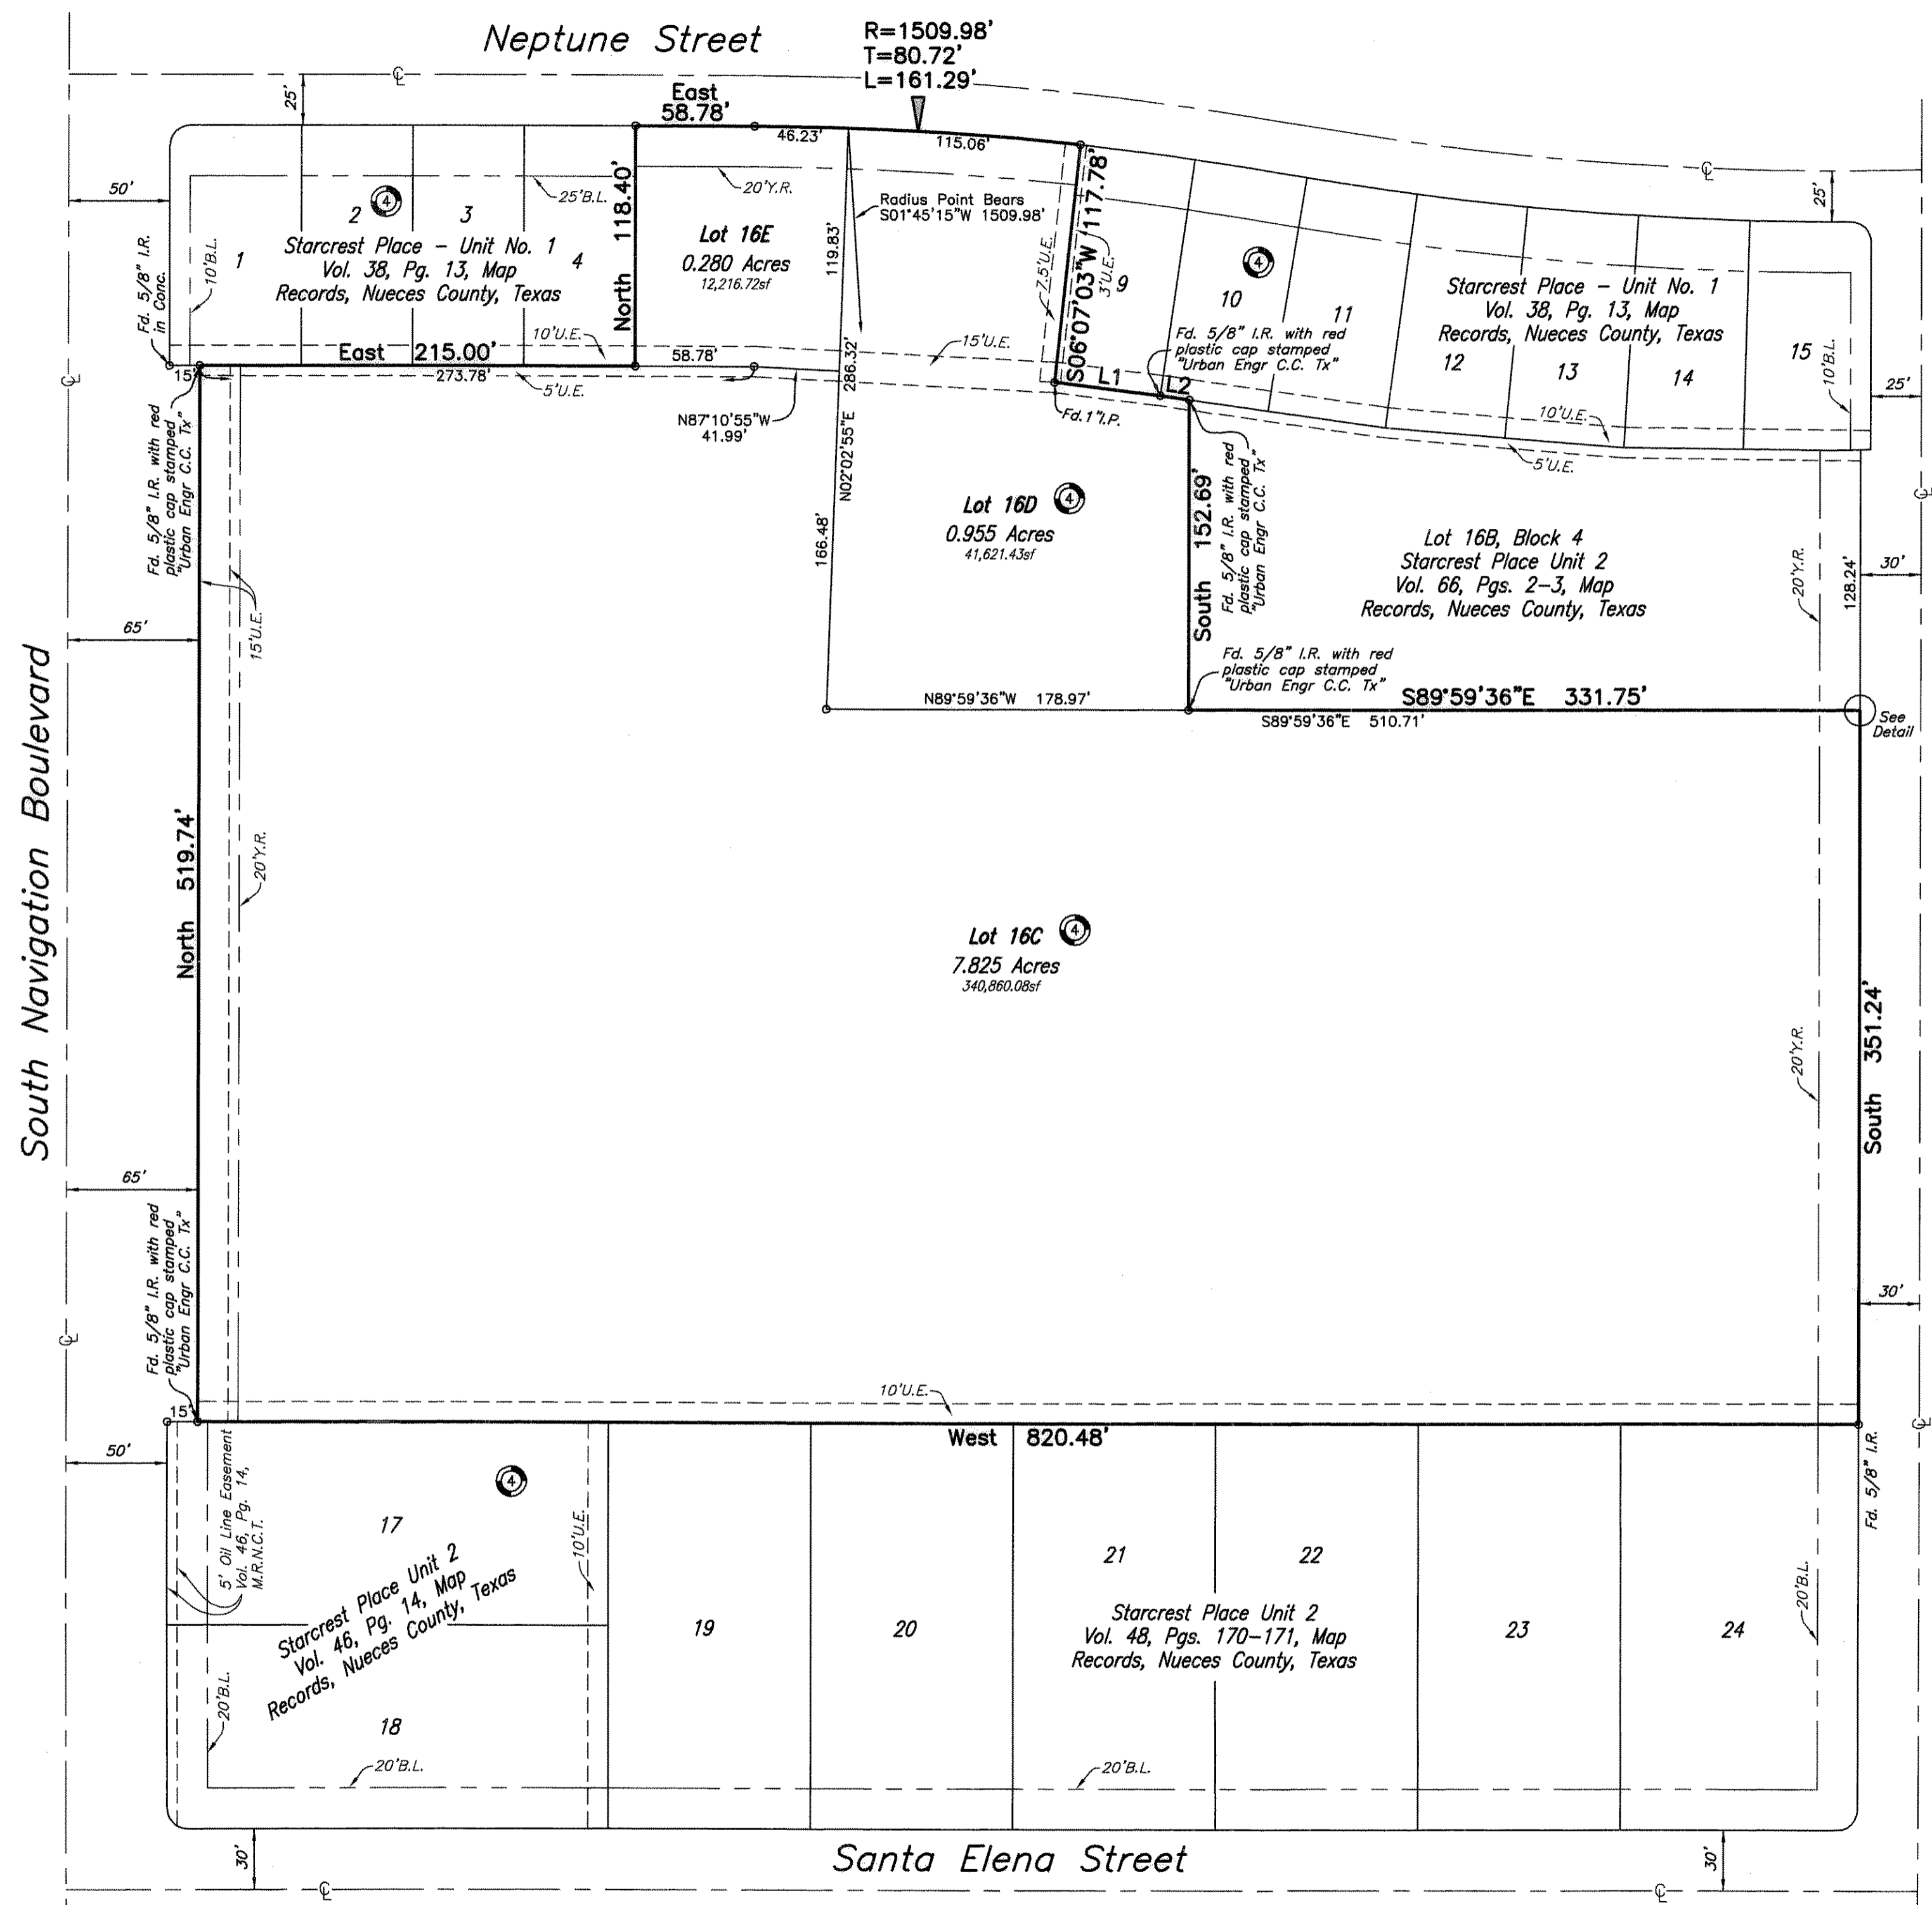 Neptune Street
R=1509.98'
T=80.72'
L=161.29'
East
58.78'
25'
46.23'
115.06'
50'
25'B.L.
20'Y.R.
Radius Point Bears
S01°45'15"W 1509.98'
25'
Fd. 5/8" I.R.
in Conc.
10'B.L.
1
2
4
3
4
Starcrest Place - Unit No. 1
Vol. 38, Pg. 13, Map
Records, Nueces County, Texas
North 118.40'
Lot 16E
0.280 Acres
12,216.72sf
119.83'
7.5'U.E.
S06°07'03"W 117.78'
3'U.E.
9
10
4
11
Starcrest Place - Unit No. 1
Vol. 38, Pg. 13, Map
Records, Nueces County, Texas
12
13
14
15
10'B.L.
25'
Fd. 5/8" I.R. with red
plastic cap stamped
"Urban Engr C.C. Tx"
10'U.E.
East 215.00'
15'
273.78'
5'U.E.
58.78'
15'U.E.
286.32'
N02°02'55"E
N87°10'55"W
41.99'
L1
L2
Fd.1"I.P.
10'U.E.
5'U.E.
Fd. 5/8" I.R. with red
plastic cap stamped
"Urban Engr C.C. Tx"
15'U.E.
65'
166.48'
Lot 16D
4
0.955 Acres
41,621.43sf
South 152.69'
Fd. 5/8" I.R. with red
plastic cap stamped
"Urban Engr C.C. Tx"
Lot 16B, Block 4
Starcrest Place Unit 2
Vol. 66, Pgs. 2-3, Map
Records, Nueces County, Texas
20'Y.R.
128.24'
30'
Fd. 5/8" I.R. with red
plastic cap stamped
"Urban Engr C.C. Tx"
N89°59'36"W 178.97'
S89°59'36"E 331.75'
S89°59'36"E 510.71'
See
Detail
South Navigation Boulevard
North 519.74'
20'Y.R.
Lot 16C
4
7.825 Acres
340,860.08sf
20'Y.R.
South 351.24'
65'
30'
Fd. 5/8" I.R. with red
plastic cap stamped
"Urban Engr C.C. Tx"
10'U.E.
15'
West 820.48'
50'
Fd. 5/8" I.R.
5' Oil Line Easement
Vol. 46, Pg. 14,
M.R.N.C.T.
4
17
10'U.E.
Starcrest Place Unit 2
Vol. 46, Pg. 14, Map
Records, Nueces County, Texas
18
20'B.L.
20'B.L.
19
20
21
22
Starcrest Place Unit 2
Vol. 48, Pgs. 170-171, Map
Records, Nueces County, Texas
23
24
20'B.L.
20'B.L.
30'
Santa Elena Street
30'